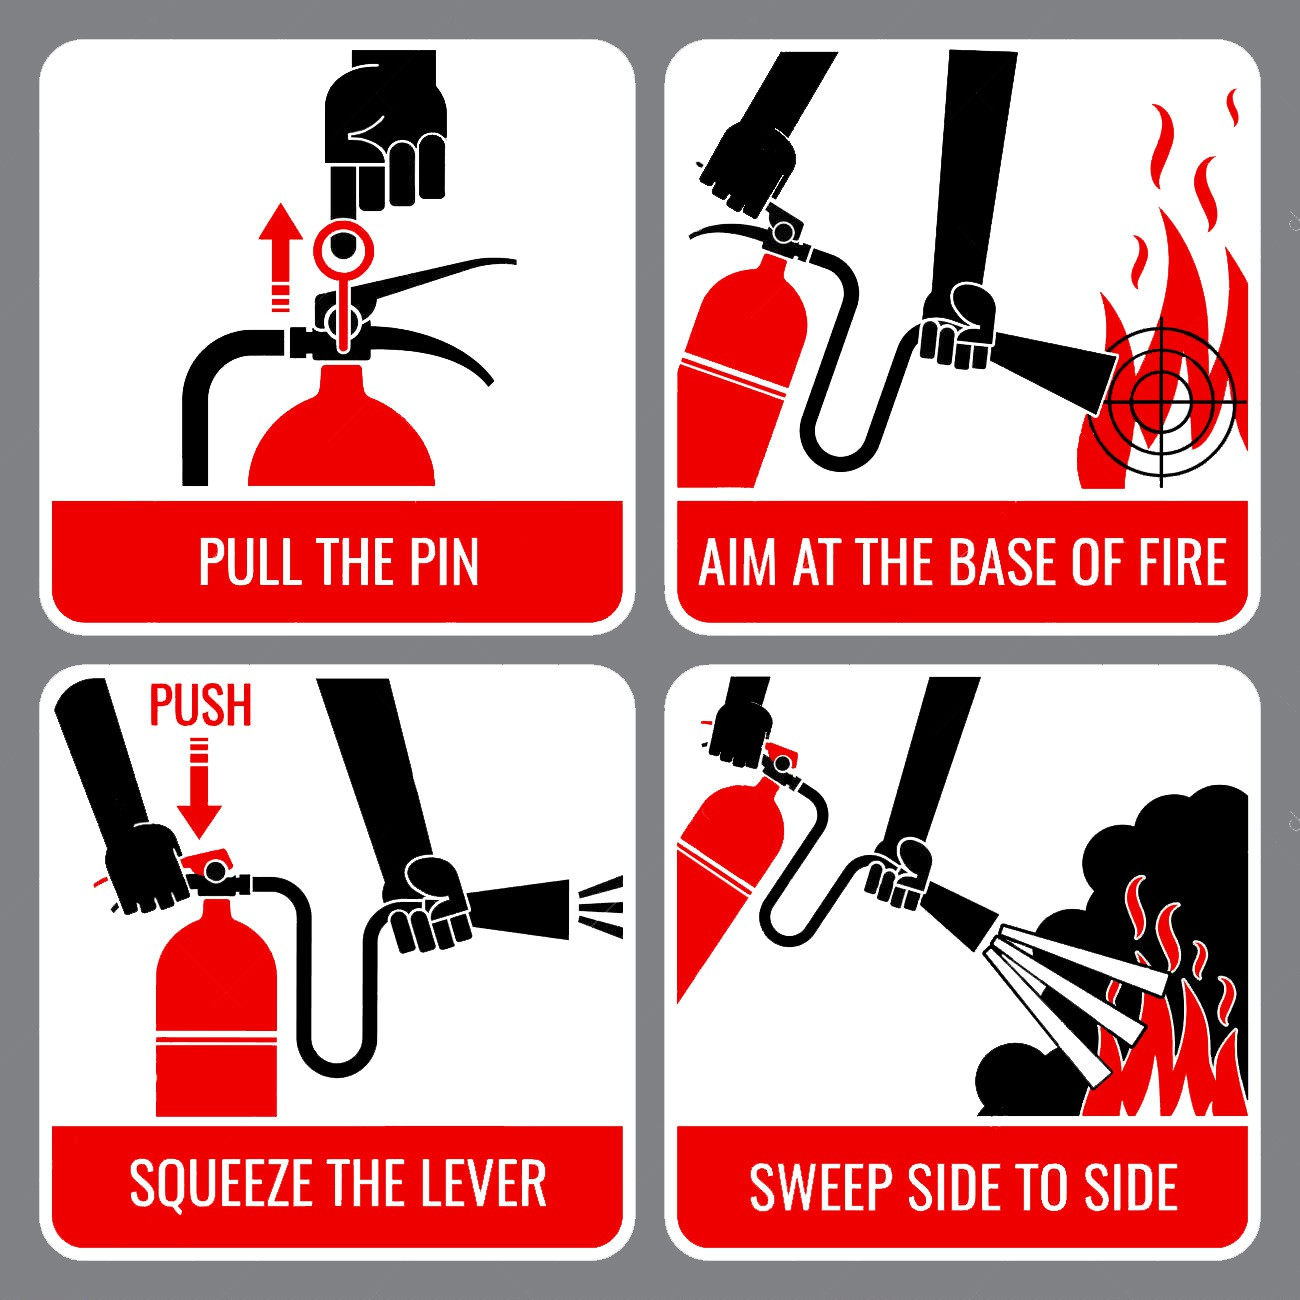 PULL THE PIN
AIM AT THE BASE OF FIRE
PUSH
SQUEEZE THE LEVER
SWEEP SIDE TO SIDE